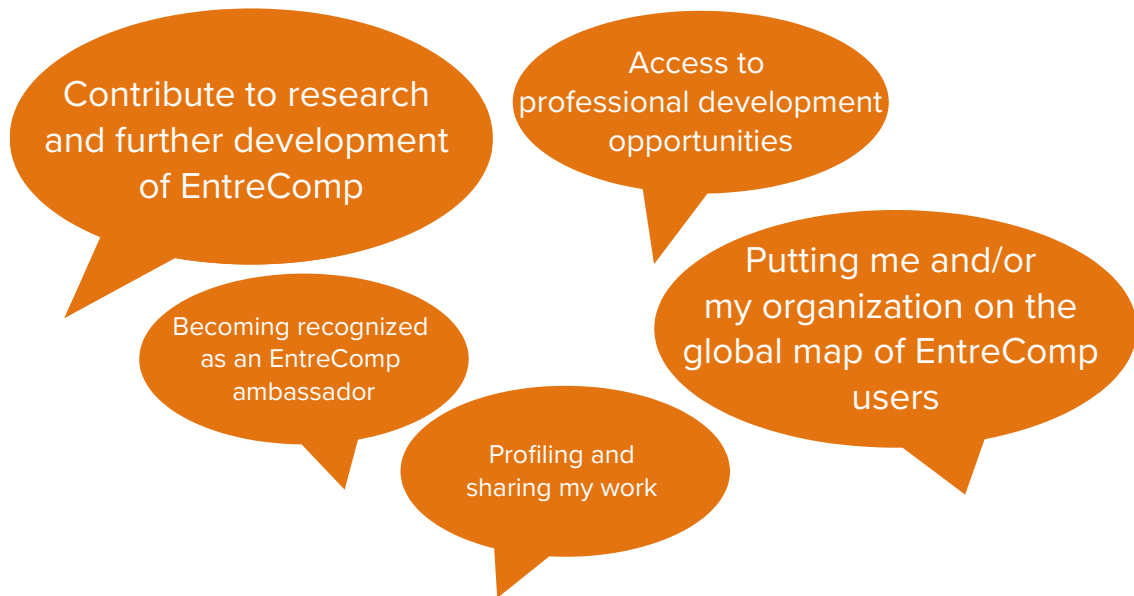 Contribute to research
and further development
of EntreComp
Access to
professional development
opportunities
Putting me and/or
my organization on the
global map of EntreComp
users
Becoming recognized
as an EntreComp
ambassador
Profiling and
sharing my work